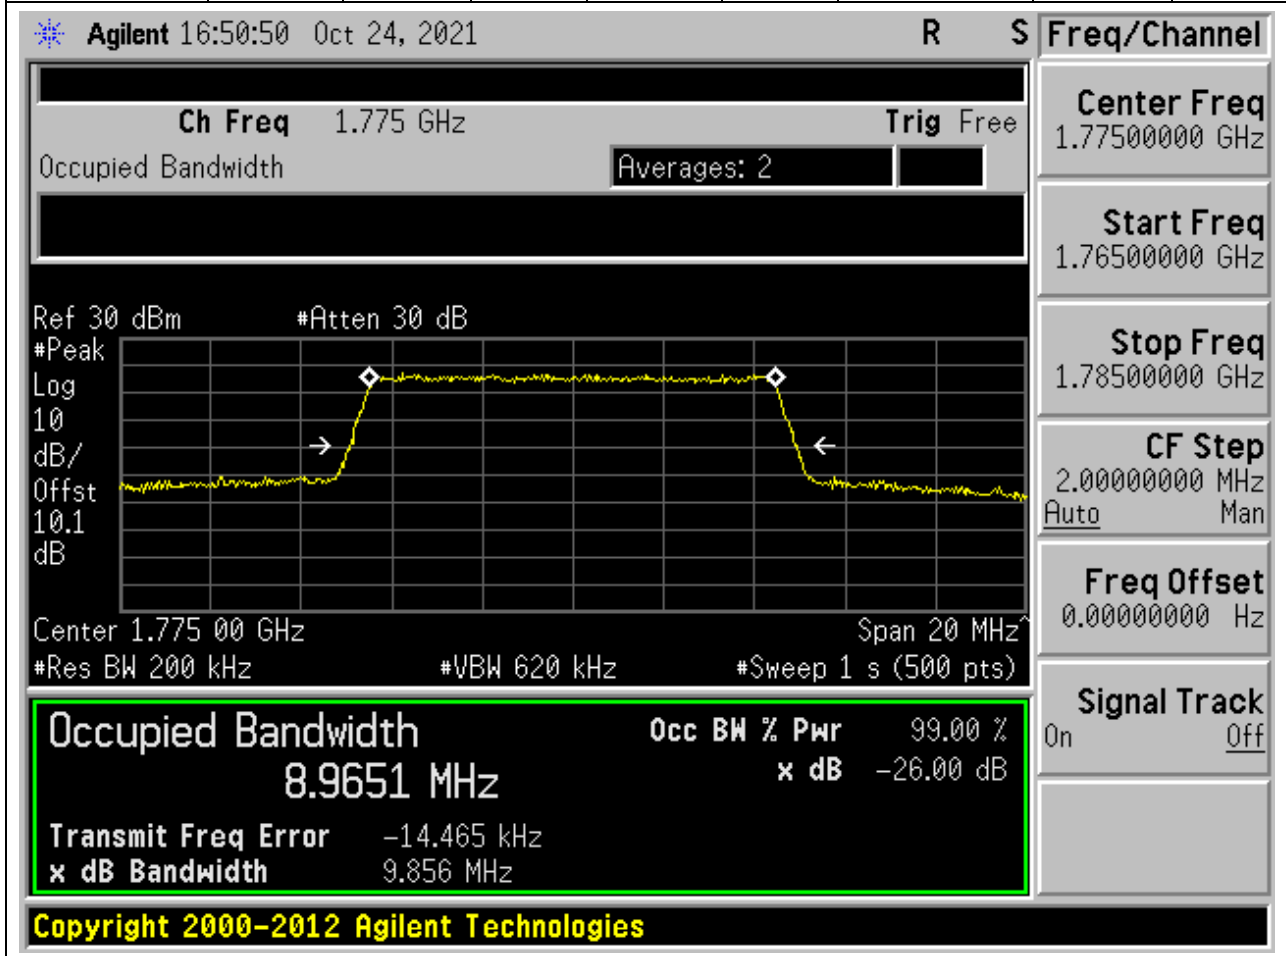 Agilent 16:50:50 Oct 24, 2021 R S
Freq/Channel
Ch Freq 1.775 GHz Trig Free
Occupied Bandwidth Averages: 2
Ref 30 dBm #Atten 30 dB
#Peak
Log
10
dB/
Offst
10.1
dB
Center 1.775 00 GHz Span 20 MHz^
#Res BW 200 kHz #VBW 620 kHz #Sweep 1 s (500 pts)
Occupied Bandwidth Occ BW % Pwr 99.00 %
8.9651 MHz x dB -26.00 dB
Transmit Freq Error -14.465 kHz
x dB Bandwidth 9.856 MHz
Copyright 2000-2012 Agilent Technologies
Center Freq
1.77500000 GHz
Start Freq
1.76500000 GHz
Stop Freq
1.78500000 GHz
CF Step
2.00000000 MHz
Auto Man
Freq Offset
0.00000000 Hz
Signal Track
On Off